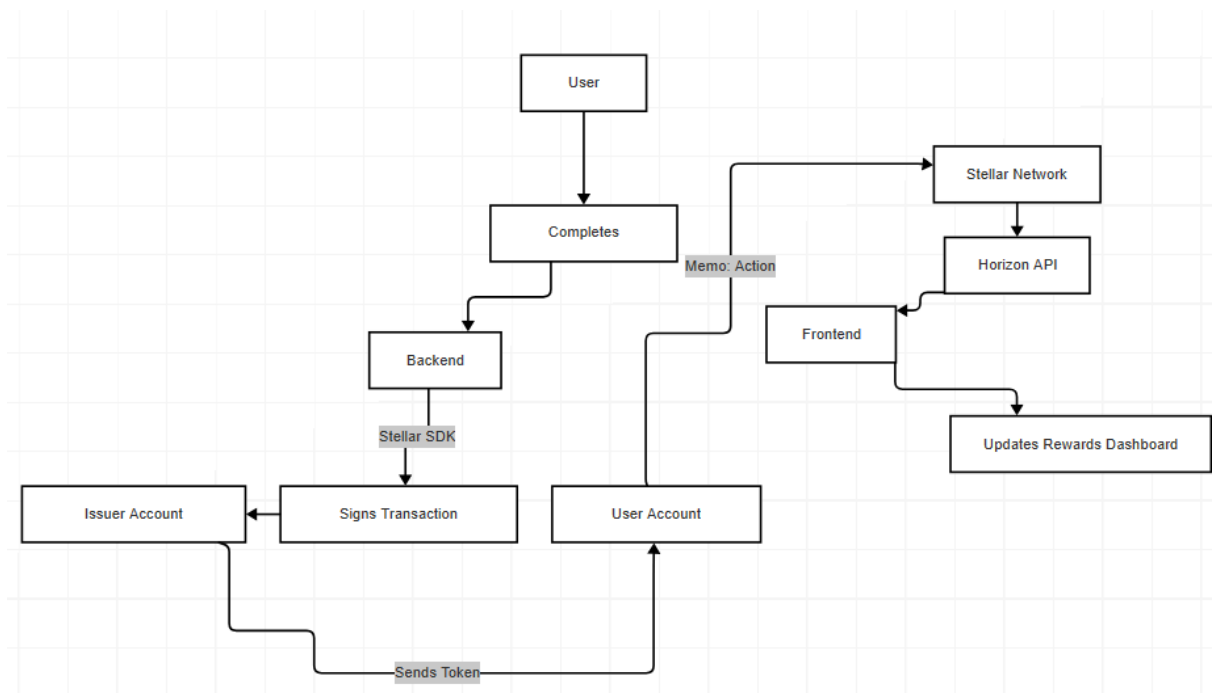 User
Completes
Backend
Stellar SDK
Signs Transaction
Issuer Account
Sends Token
User Account
Memo: Action
Stellar Network
Horizon API
Frontend
Updates Rewards Dashboard